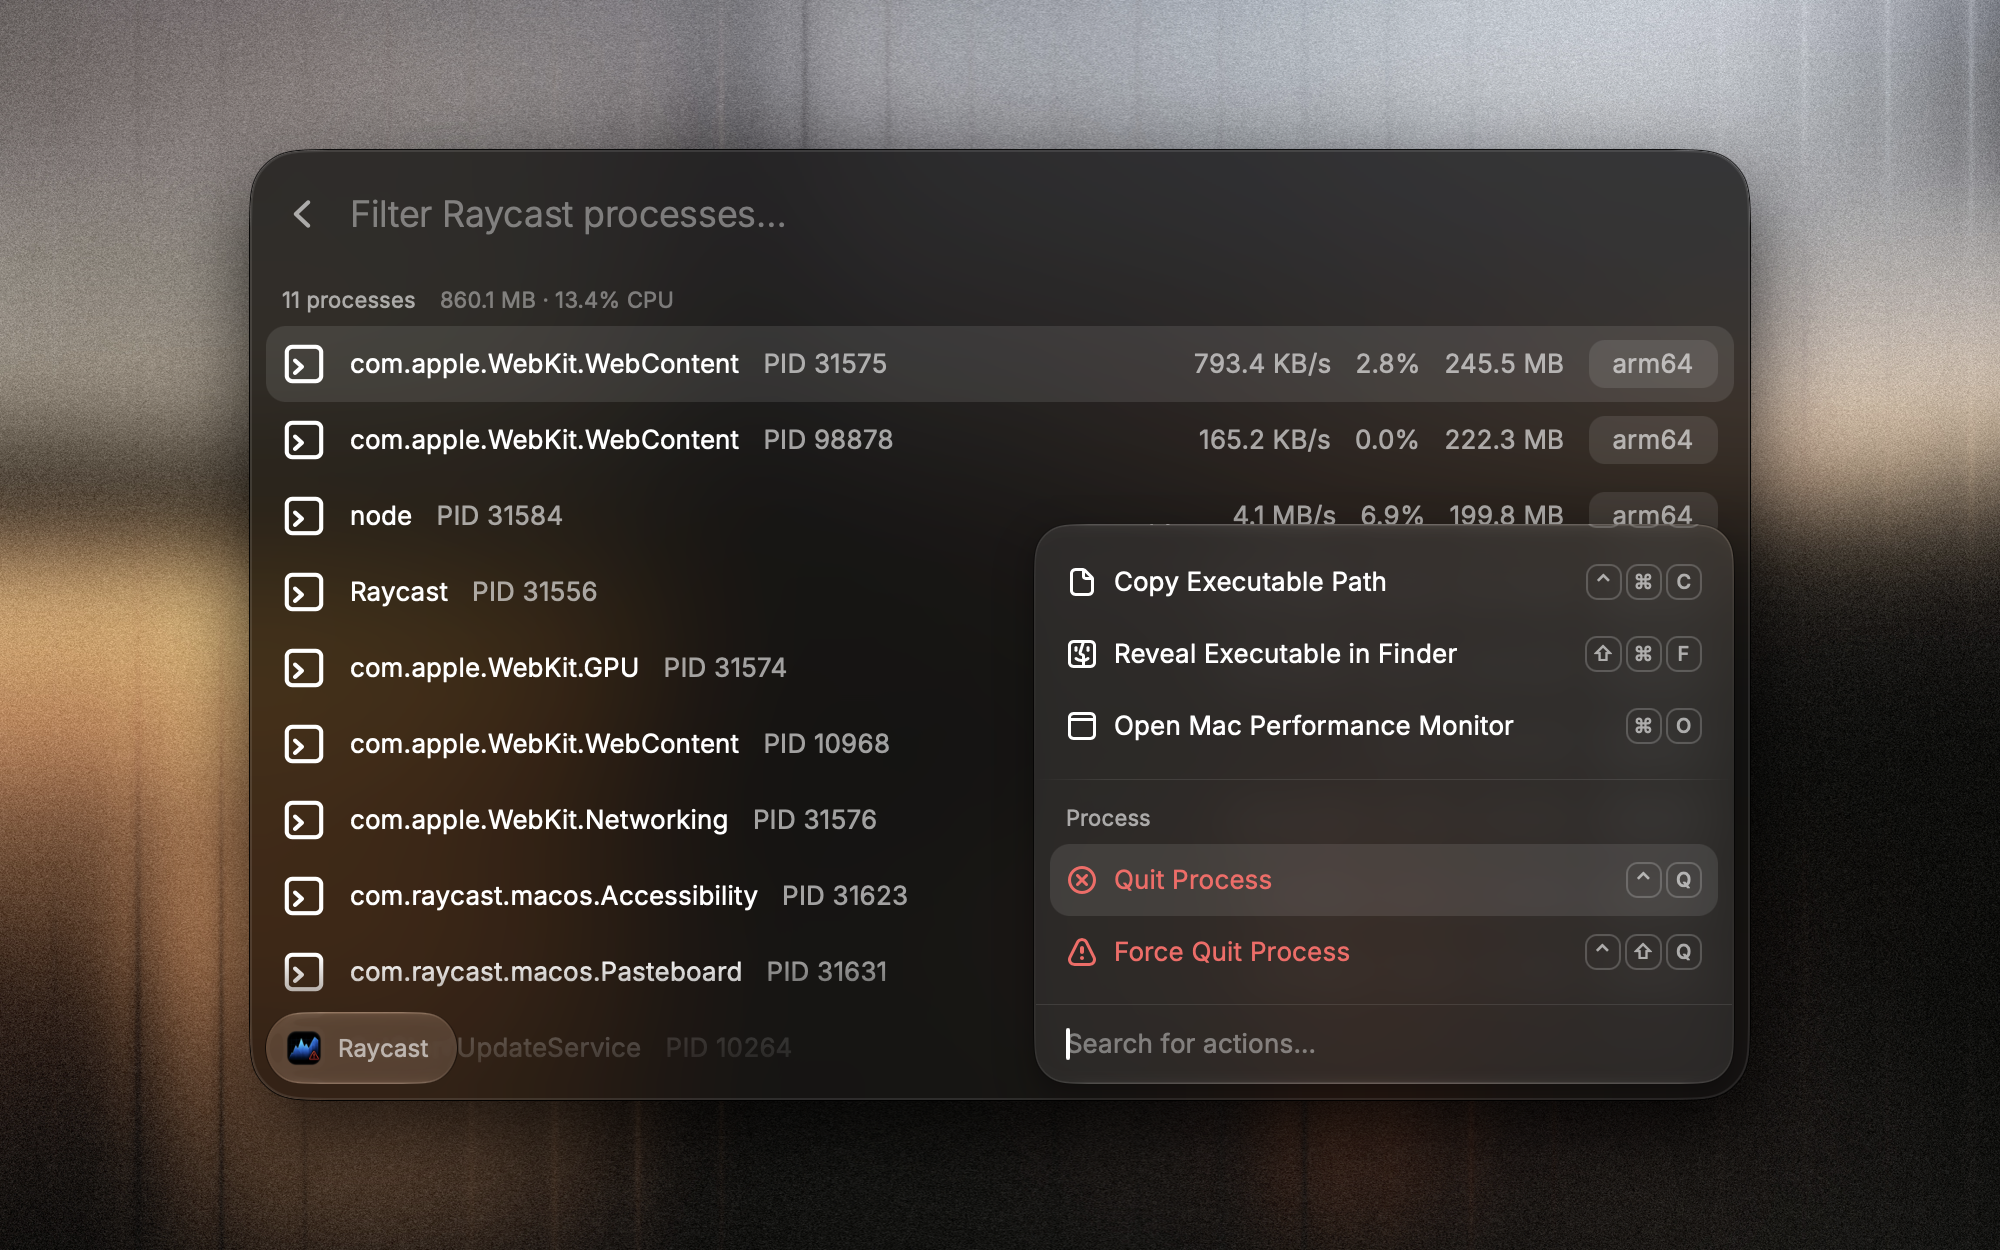 Filter Raycast processes...
11 processes 860.1 MB · 13.4% CPU
com.apple.WebKit.WebContent PID 31575 793.4 KB/s 2.8% 245.5 MB arm64
com.apple.WebKit.WebContent PID 98878 165.2 KB/s 0.0% 222.3 MB arm64
node PID 31584 4.1 MB/s 6.9% 199.8 MB arm64
Raycast PID 31556
com.apple.WebKit.GPU PID 31574
com.apple.WebKit.WebContent PID 10968
com.apple.WebKit.Networking PID 31576
com.raycast.macos.Accessibility PID 31623
com.raycast.macos.Pasteboard PID 31631
Raycast UpdateService PID 10264
Copy Executable Path ^ ⌘ C
Reveal Executable in Finder ⇧ ⌘ F
Open Mac Performance Monitor ⌘ O
Process
Quit Process ^ Q
Force Quit Process ^ ⇧ Q
Search for actions...